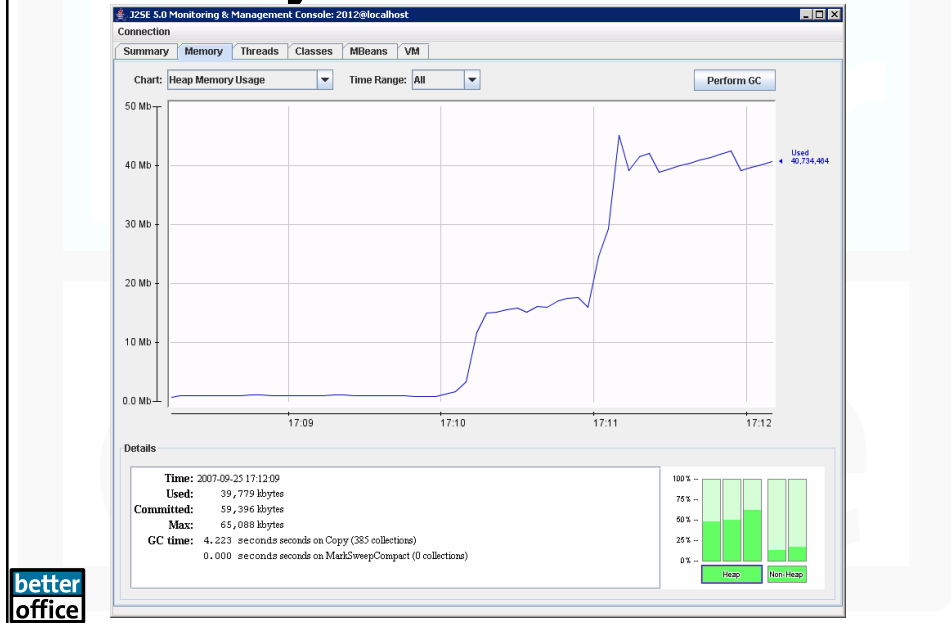 J2SE 5.0 Monitoring & Management Console: 2012@localhost
Connection
Summary Memory Threads Classes MBeans VM
Chart: Heap Memory Usage Time Range: All Perform GC
50 Mb
40 Mb
30 Mb
20 Mb
10 Mb
0.0 Mb
Used
40,734,464
17:09 17:10 17:11 17:12
Details
Time: 2007-09-25 17:12:09
Used: 39,779 kbytes
Committed: 59,396 kbytes
Max: 65,088 kbytes
GC time: 4.223 seconds seconds on Copy (385 collections)
0.000 seconds seconds on MarkSweepCompact (0 collections)
100% --
75% --
50% --
25% --
0% --
Heap Non-Heap
better
office